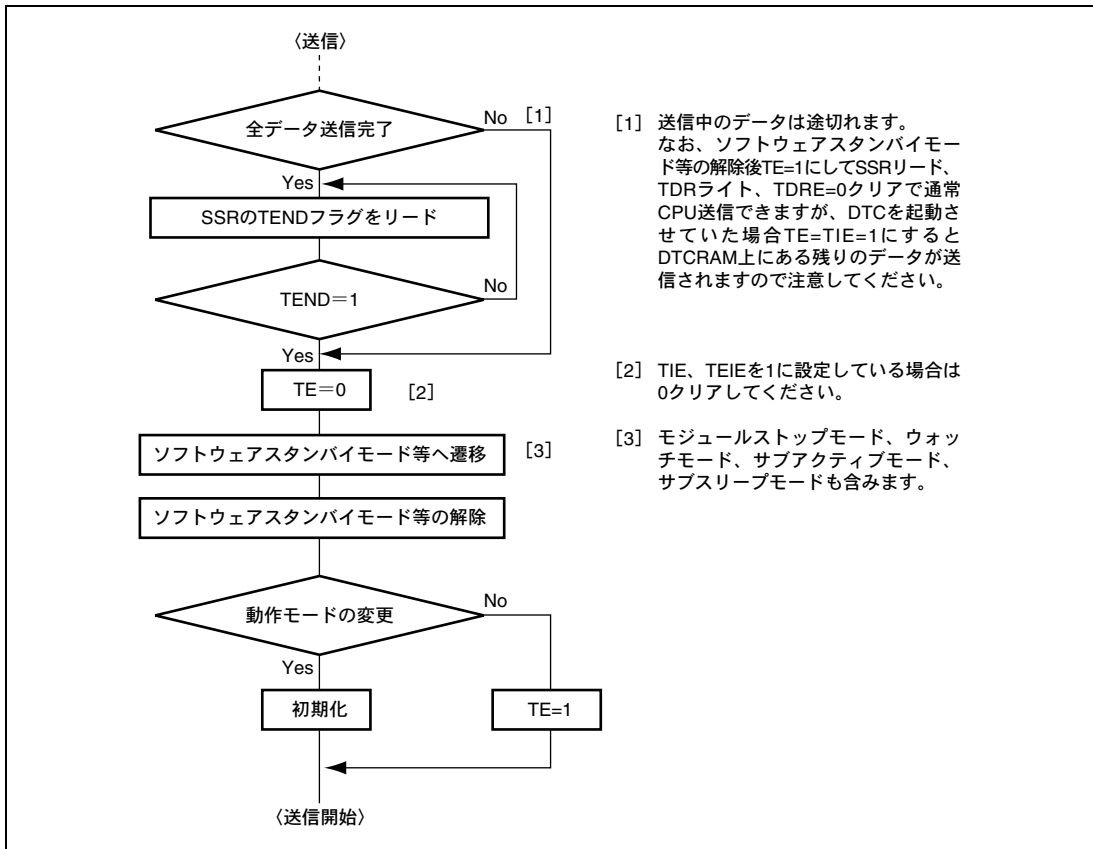 〈送信〉
全データ送信完了
No
[1]
Yes
SSRのTENDフラグをリード
TEND＝1
No
Yes
TE＝0
[2]
ソフトウェアスタンバイモード等へ遷移
[3]
ソフトウェアスタンバイモード等の解除
動作モードの変更
No
Yes
初期化
TE=1
〈送信開始〉
[1] 送信中のデータは途切れます。
なお、ソフトウェアスタンバイモー
ド等の解除後TE=1にしてSSRリード、
TDRライト、TDRE=0クリアで通常
CPU送信できますが、DTCを起動さ
せていた場合TE=TIE=1にすると
DTCRAM上にある残りのデータが送
信されますので注意してください。
[2] TIE、TEIEを1に設定している場合は
0クリアしてください。
[3] モジュールストップモード、ウォッ
チモード、サブアクティブモード、
サブスリープモードも含みます。